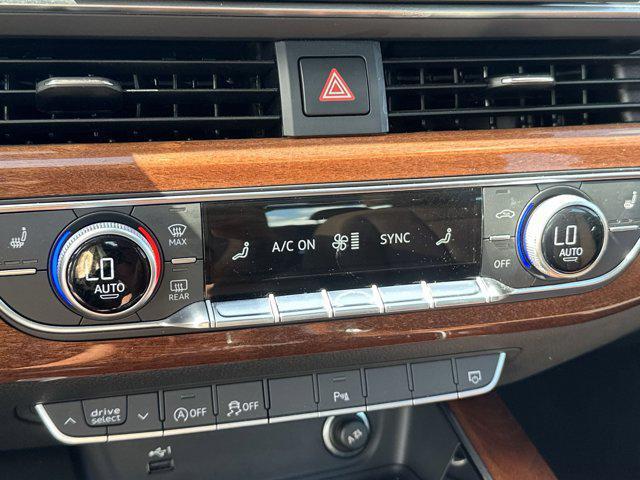 MAX
LO
AUTO
REAR
A/C ON
SYNC
OFF
LO
AUTO
drive
select
OFF
OFF
P
A